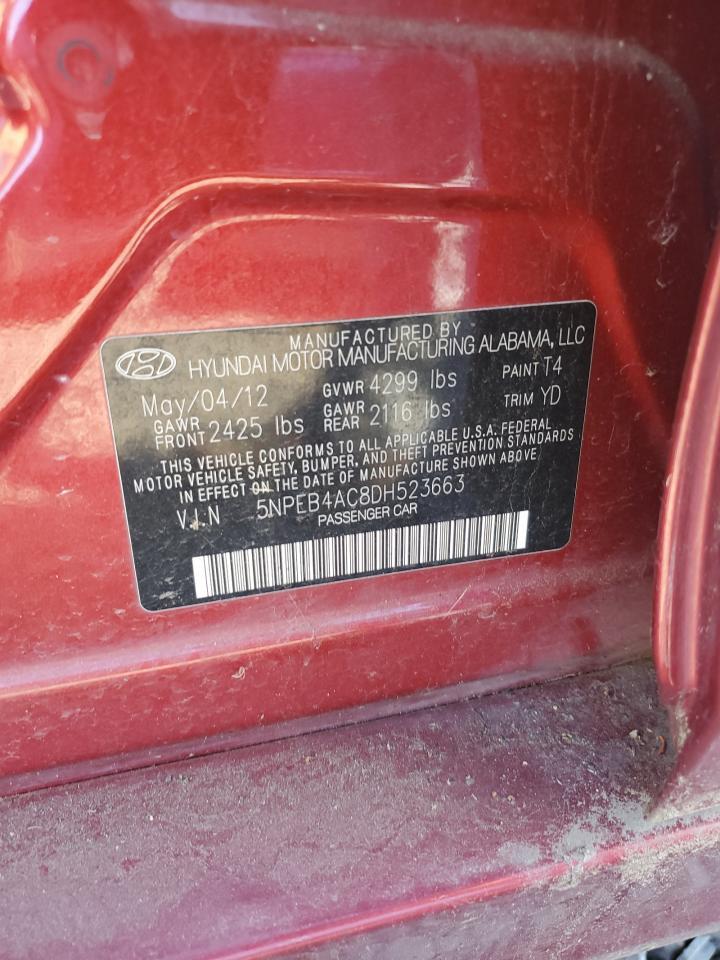 MANUFACTURED BY
HYUNDAI MOTOR MANUFACTURING ALABAMA, LLC
May/04/12 GVWR 4299 lbs PAINT T4
GAWR FRONT 2425 lbs GAWR REAR 2116 lbs TRIM YD
THIS VEHICLE CONFORMS TO ALL APPLICABLE U.S.A. FEDERAL
MOTOR VEHICLE SAFETY, BUMPER, AND THEFT PREVENTION STANDARDS
IN EFFECT ON THE DATE OF MANUFACTURE SHOWN ABOVE
V.I.N 5NPEB4AC8DH523663
PASSENGER CAR